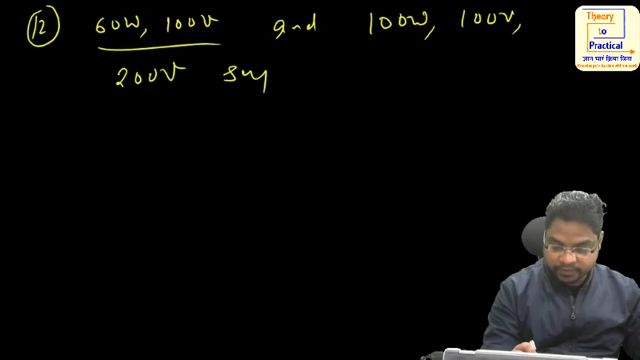 12 60W, 100V and 100W, 100V,
200V Sup
Theory
to
Practical
ज्ञान भारं क्रिया बिना